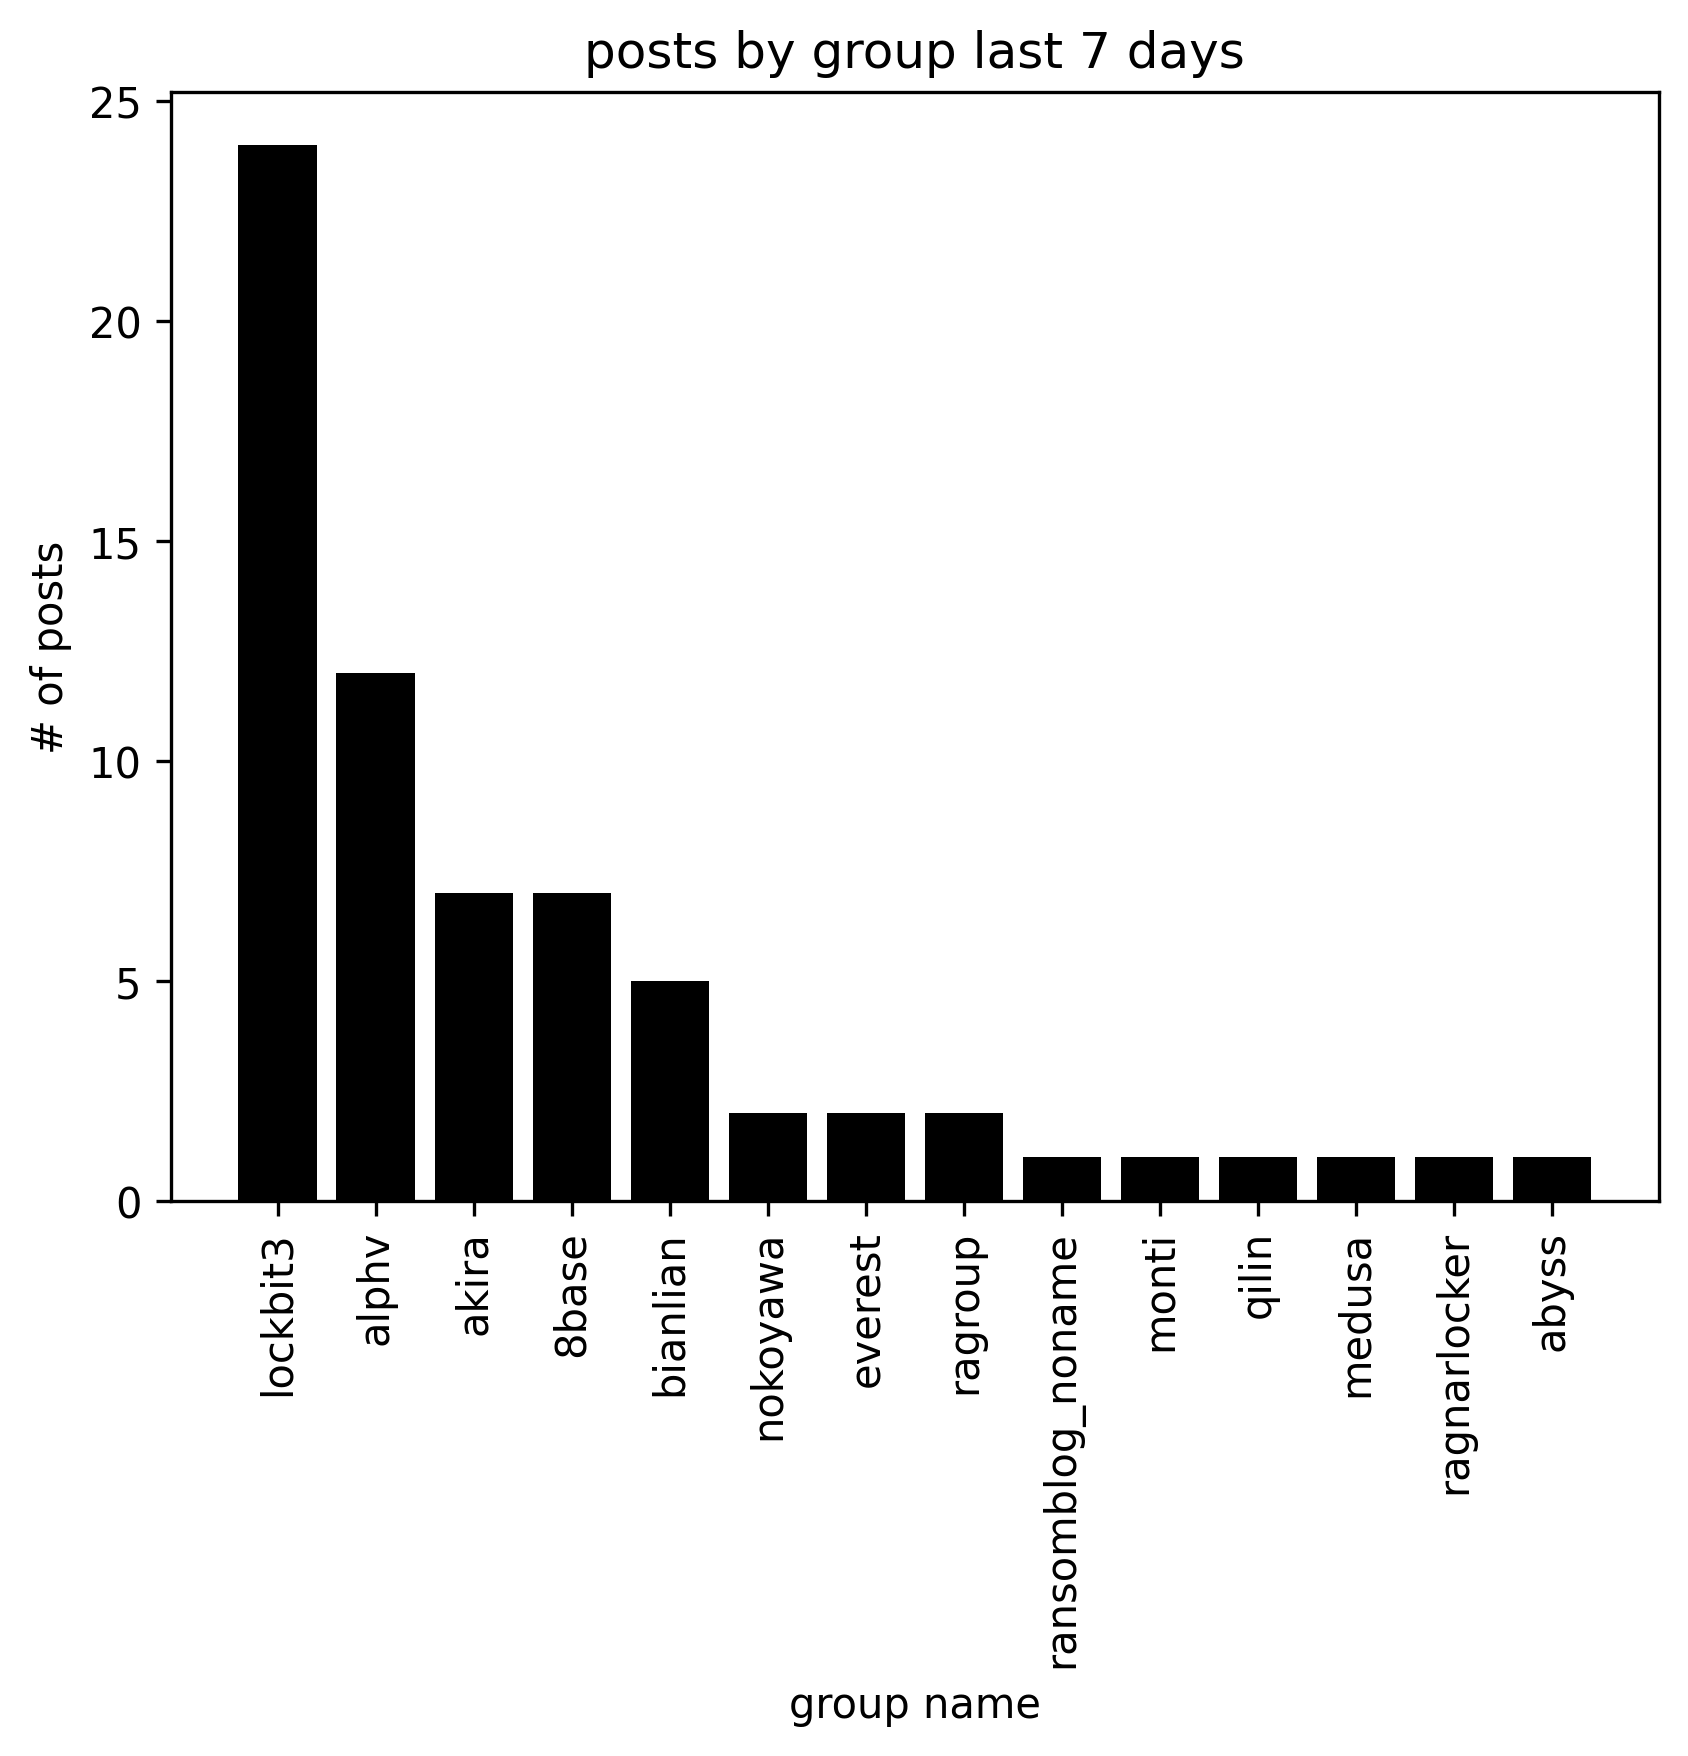 posts by group last 7 days
25
20
15
10
5
0
# of posts
lockbit3
alphv
akira
8base
bianlian
nokoyawa
everest
ragroup
ransomblog_noname
monti
qilin
medusa
ragnarlocker
abyss
group name